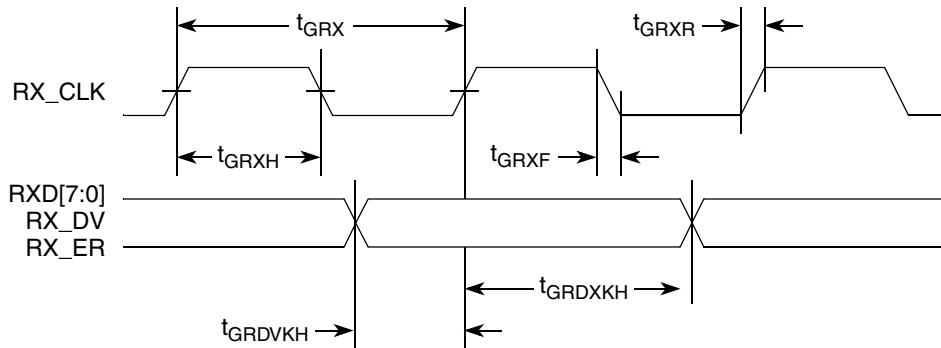 tGRX
tGRXR
RX_CLK
tGRXH
tGRXF
RXD[7:0]
RX_DV
RX_ER
tGRDXKH
tGRDVKH